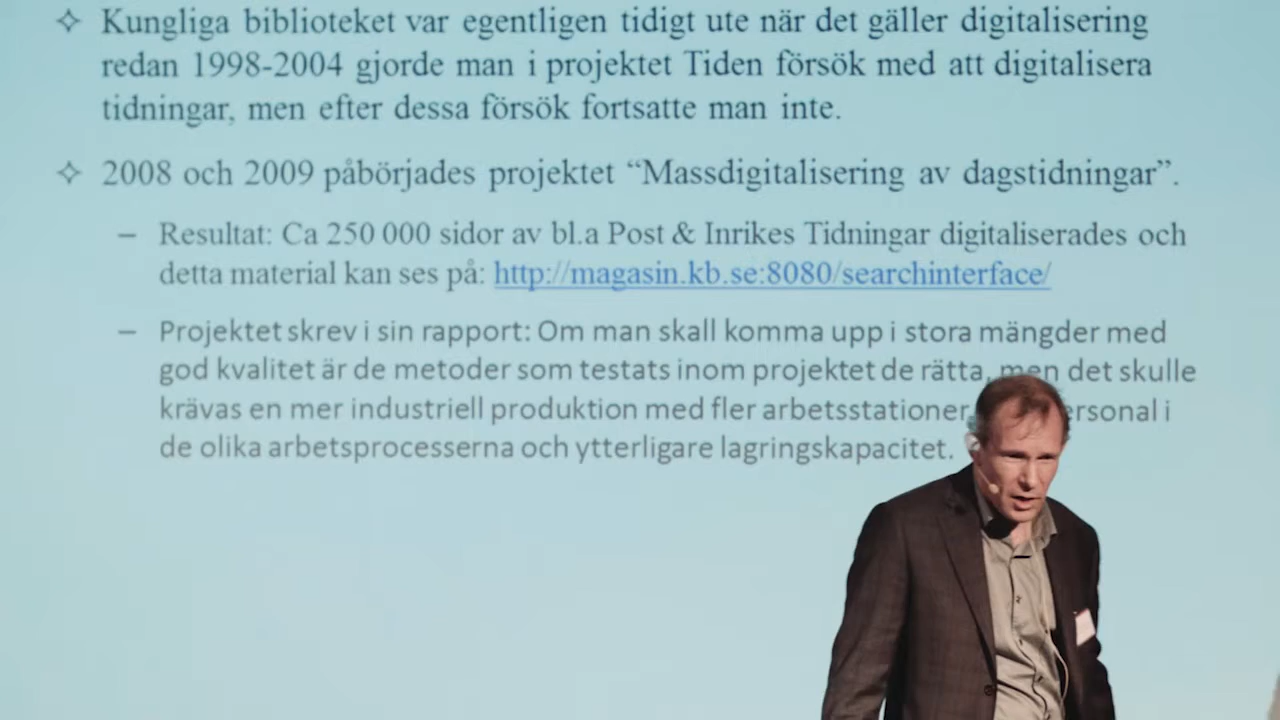 Kungliga biblioteket var egentligen tidigt ute när det gäller digitalisering
redan 1998-2004 gjorde man i projektet Tiden försök med att digitalisera
tidningar, men efter dessa försök fortsatte man inte.
2008 och 2009 påbörjades projektet “Massdigitalisering av dagstidningar”.
– Resultat: Ca 250 000 sidor av bl.a Post & Inrikes Tidningar digitaliserades och
detta material kan ses på: http://magasin.kb.se:8080/searchinterface/
– Projektet skrev i sin rapport: Om man skall komma upp i stora mängder med
god kvalitet är de metoder som testats inom projektet de rätta, men det skulle
krävas en mer industriell produktion med fler arbetsstationer i
de olika arbetsprocesserna och ytterligare lagringskapacitet.